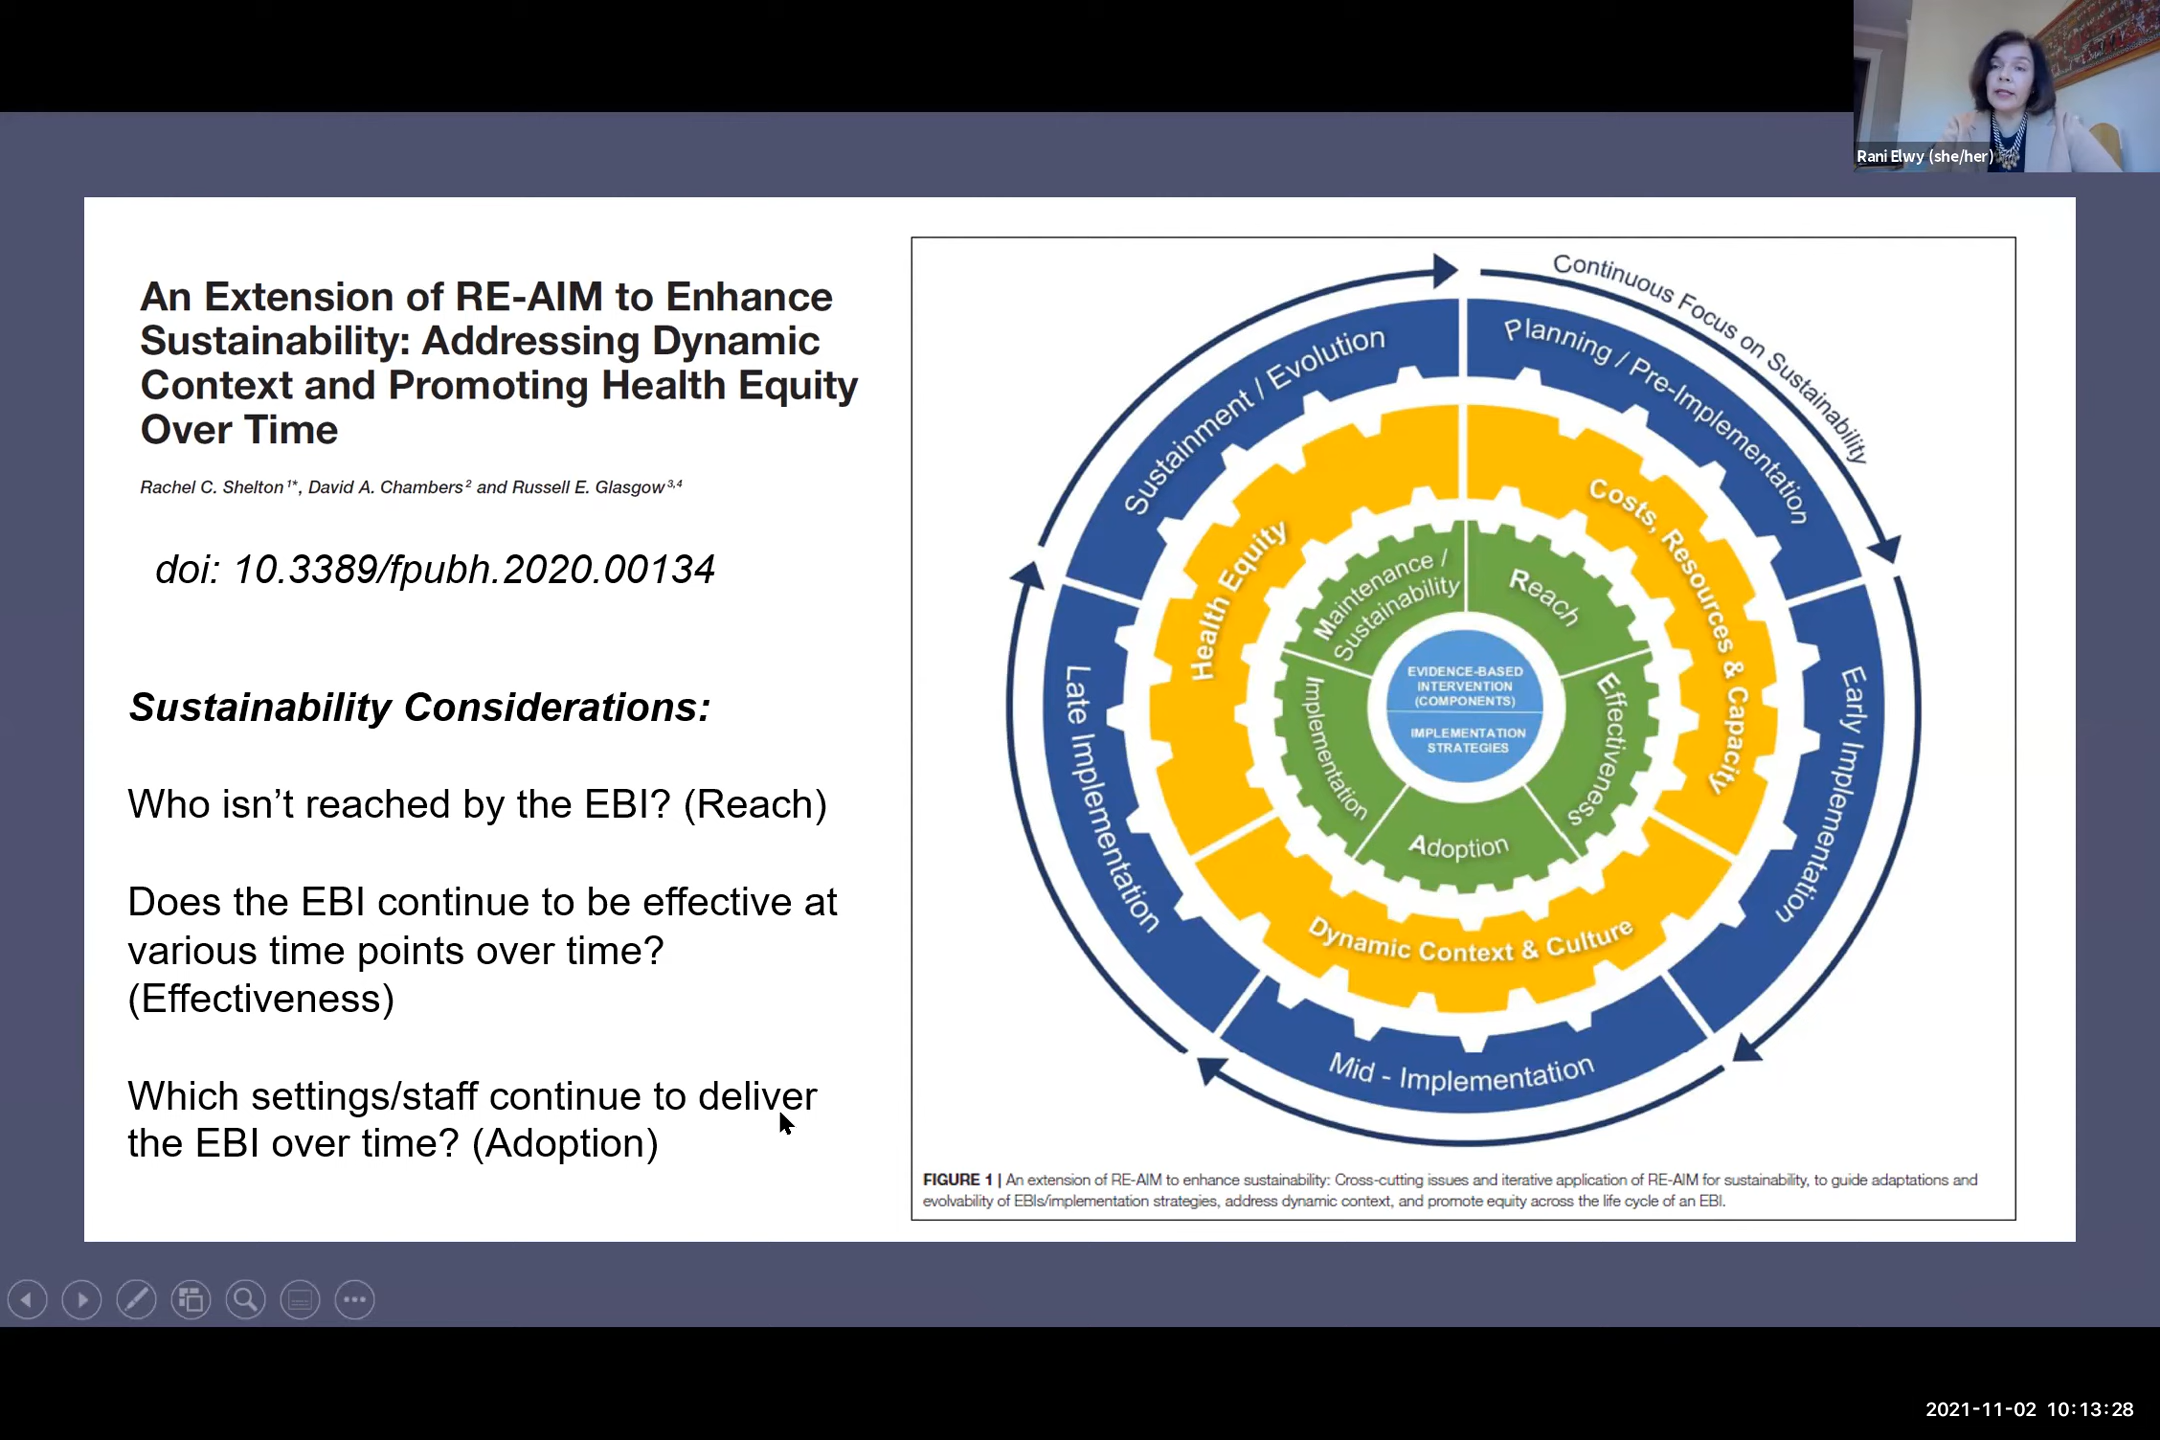 Rani Elwy (she/her)
An Extension of RE-AIM to Enhance
Sustainability: Addressing Dynamic
Context and Promoting Health Equity
Over Time
Rachel C. Shelton 1*, David A. Chambers 2 and Russell E. Glasgow 3,4
doi: 10.3389/fpubh.2020.00134
Sustainability Considerations:
Who isn’t reached by the EBI? (Reach)
Does the EBI continue to be effective at
various time points over time?
(Effectiveness)
Which settings/staff continue to deliver
the EBI over time? (Adoption)
Continuous Focus on Sustainability
Planning / Pre-Implementation
Early Implementation
Mid - Implementation
Late Implementation
Sustainment / Evolution
Costs, Resources & Capacity
Dynamic Context & Culture
Health Equity
Reach
Effectiveness
Adoption
Implementation
Maintenance /
Sustainability
EVIDENCE-BASED
INTERVENTION
(COMPONENTS)
IMPLEMENTATION
STRATEGIES
FIGURE 1 | An extension of RE-AIM to enhance sustainability: Cross-cutting issues and iterative application of RE-AIM for sustainability, to guide adaptations and
evolvability of EBIs/implementation strategies, address dynamic context, and promote equity across the life cycle of an EBI.
2021-11-02 10:13:28